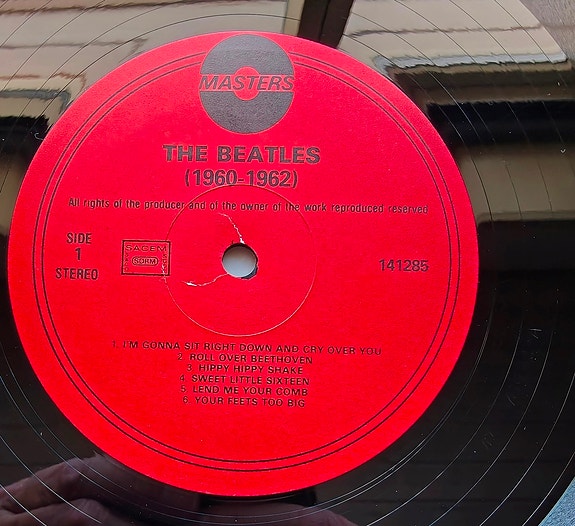 MASTERS
THE BEATLES
(1960-1962)
All rights of the producer and of the owner of the work reproduced reserved
SIDE
1
STEREO
SACEM
SDRM
141285
1. I.M GONNA SIT RIGHT DOWN AND CRY OVER YOU
2. ROLL OVER BEETHOVEN
3. HIPPY HIPPY SHAKE
4. SWEET LITTLE SIXTEEN
5. LEND ME YOUR COMB
6. YOUR FEETS TOO BIG